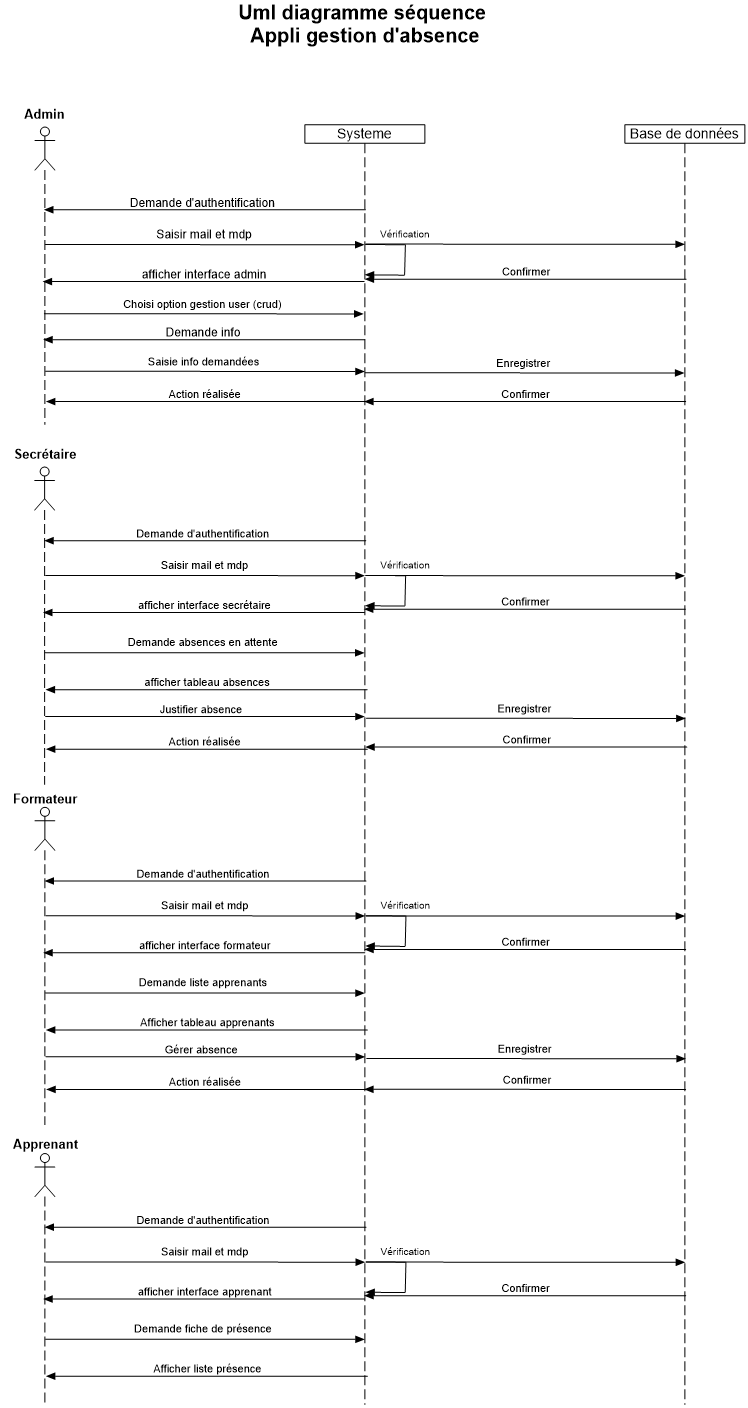 Uml diagramme séquence
Appli gestion d'absence
Admin
Systeme
Base de données
Demande d'authentification
Saisir mail et mdp
Vérification
afficher interface admin
Confirmer
Choisi option gestion user (crud)
Demande info
Saisie info demandées
Enregistrer
Action réalisée
Confirmer
Secrétaire
Demande d'authentification
Saisir mail et mdp
Vérification
afficher interface secrétaire
Confirmer
Demande absences en attente
afficher tableau absences
Justifier absence
Enregistrer
Action réalisée
Confirmer
Formateur
Demande d'authentification
Saisir mail et mdp
Vérification
afficher interface formateur
Confirmer
Demande liste apprenants
Afficher tableau apprenants
Gérer absence
Enregistrer
Action réalisée
Confirmer
Apprenant
Demande d'authentification
Saisir mail et mdp
Vérification
afficher interface apprenant
Confirmer
Demande fiche de présence
Afficher liste présence